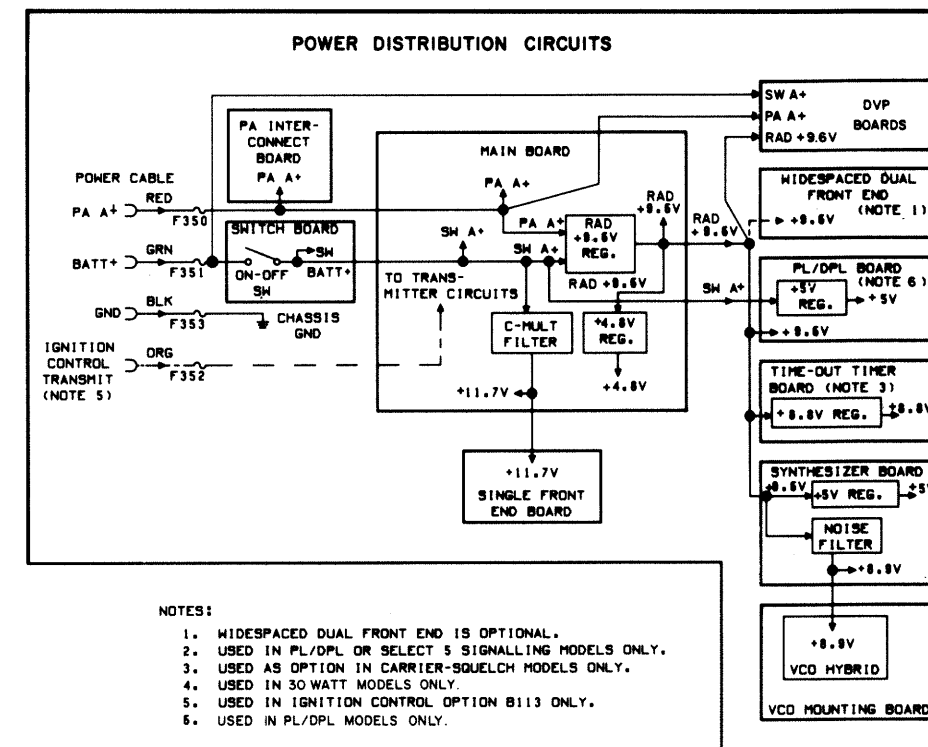 POWER DISTRIBUTION CIRCUITS
PA INTER-
CONNECT
BOARD
PA A+
MAIN BOARD
SW A+
PA A+
RAD +9.6V
DVP
BOARDS
POWER CABLE
PA A+
RED
F350
SWITCH BOARD
BATT+
GRN
F351
ON-OFF
SW
SW
BATT+
GND
BLK
F353
CHASSIS
GND
IGNITION
CONTROL
TRANSMIT
(NOTE 5)
ORG
F352
PA A+
SW A+
PA A+
SW A+
RAD
+9.6V
REG.
RAD
+9.6V
RAD
+9.6V
RAD +9.6V
TO TRANS-
MITTER CIRCUITS
C-MULT
FILTER
+4.8V
REG.
+4.8V
+11.7V
+11.7V
SINGLE FRONT
END BOARD
SW A+
WIDESPACED DUAL
FRONT END
(NOTE 1)
+9.6V
PL/DPL BOARD
(NOTE 6)
+5V
REG.
+5V
+9.6V
TIME-OUT TIMER
BOARD (NOTE 3)
+8.8V REG.
+8.8V
SYNTHESIZER BOARD
+9.6V
+5V REG.
+5V
NOISE
FILTER
+8.9V
+8.9V
VCO HYBRID
VCO MOUNTING BOARD
NOTES:
1. WIDESPACED DUAL FRONT END IS OPTIONAL.
2. USED IN PL/DPL OR SELECT 5 SIGNALLING MODELS ONLY.
3. USED AS OPTION IN CARRIER-SQUELCH MODELS ONLY.
4. USED IN 30 WATT MODELS ONLY.
5. USED IN IGNITION CONTROL OPTION B113 ONLY.
6. USED IN PL/DPL MODELS ONLY.